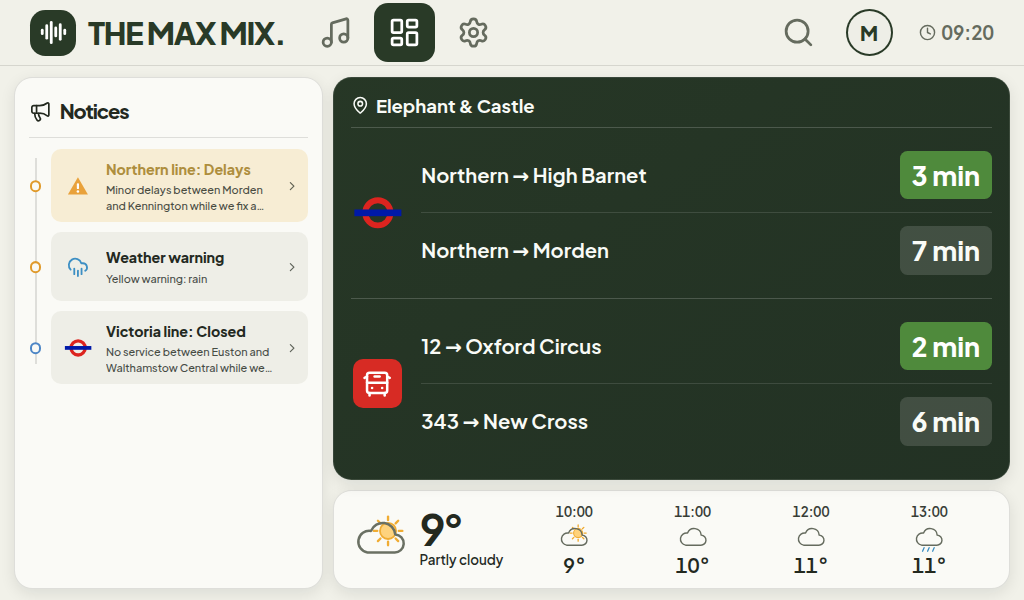 THE MAX MIX.
M
09:20
Notices
Northern line: Delays
Minor delays between Morden
and Kennington while we fix a...
Weather warning
Yellow warning: rain
Victoria line: Closed
No service between Euston and
Walthamstow Central while we...
Elephant & Castle
Northern → High Barnet
3 min
Northern → Morden
7 min
12 → Oxford Circus
2 min
343 → New Cross
6 min
9°
Partly cloudy
10:00
9°
11:00
10°
12:00
11°
13:00
11°